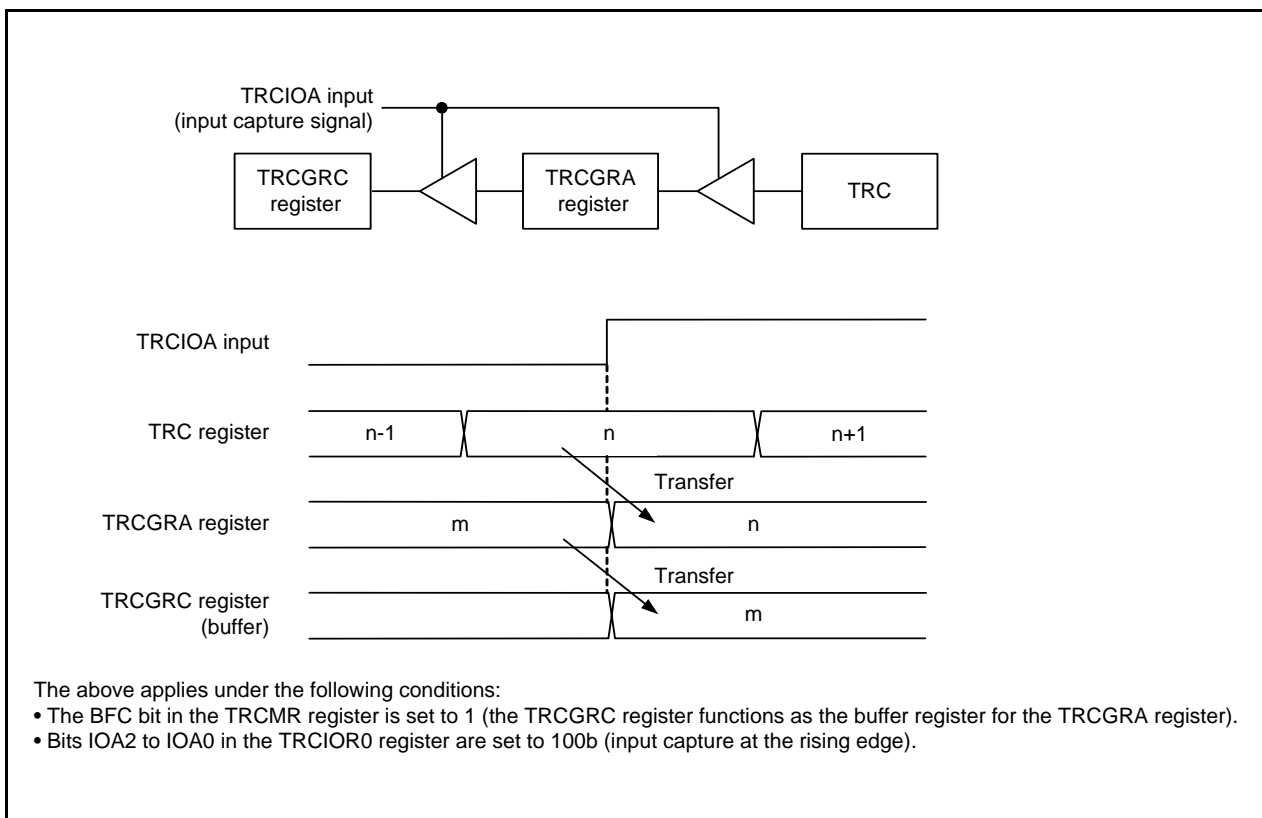 TRCIOA input
(input capture signal)
TRCGRC
register
TRCGRA
register
TRC
TRCIOA input
TRC register
n-1
n
n+1
Transfer
TRCGRA register
m
n
Transfer
TRCGRC register
(buffer)
m
The above applies under the following conditions:
• The BFC bit in the TRCMR register is set to 1 (the TRCGRC register functions as the buffer register for the TRCGRA register).
• Bits IOA2 to IOA0 in the TRCIOR0 register are set to 100b (input capture at the rising edge).